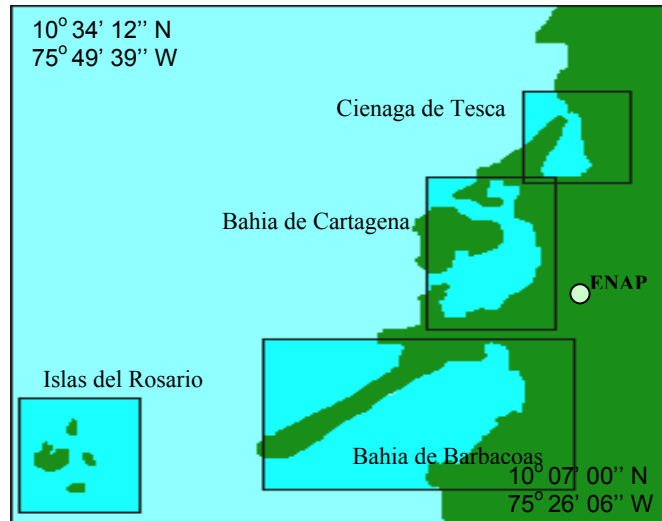 10° 34' 12'' N
75° 49' 39'' W
Cienaga de Tesca
Bahia de Cartagena
ENAP
Islas del Rosario
Bahia de Barbacoas
10° 07' 00'' N
75° 26' 06'' W